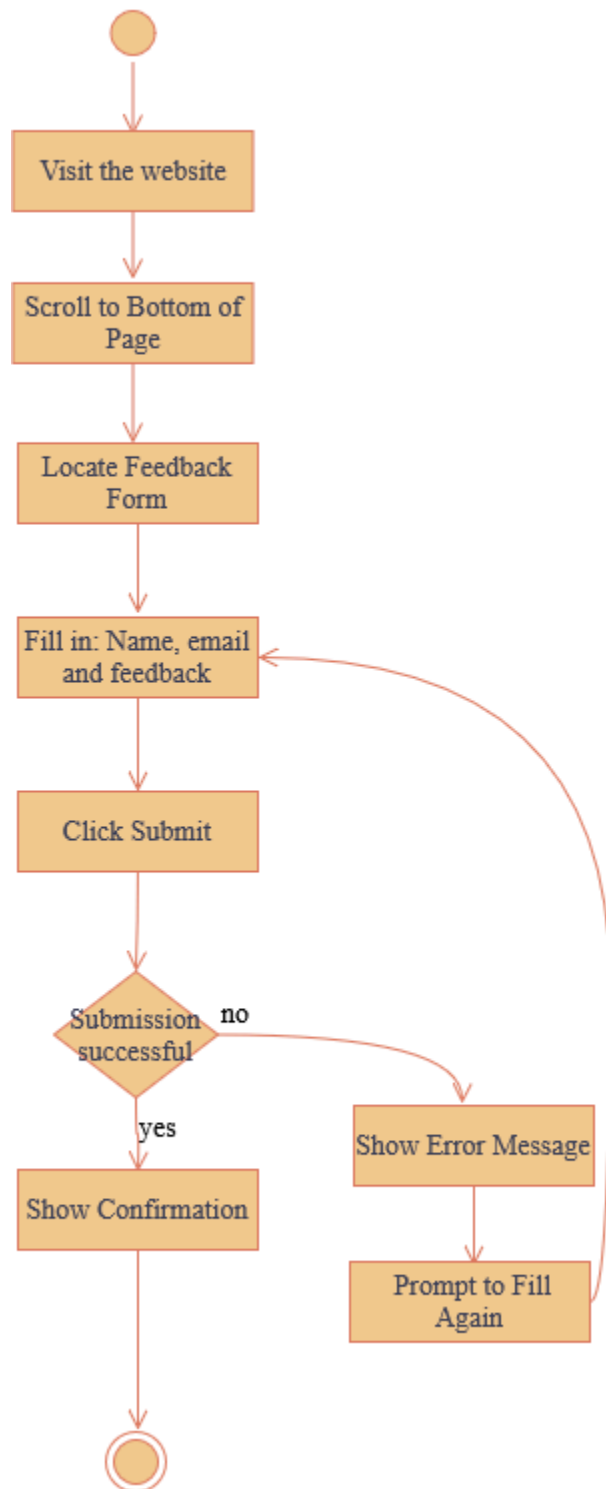 Visit the website
Scroll to Bottom of
Page
Locate Feedback
Form
Fill in: Name, email
and feedback
Click Submit
Submission
successful
no
yes
Show Error Message
Show Confirmation
Prompt to Fill
Again